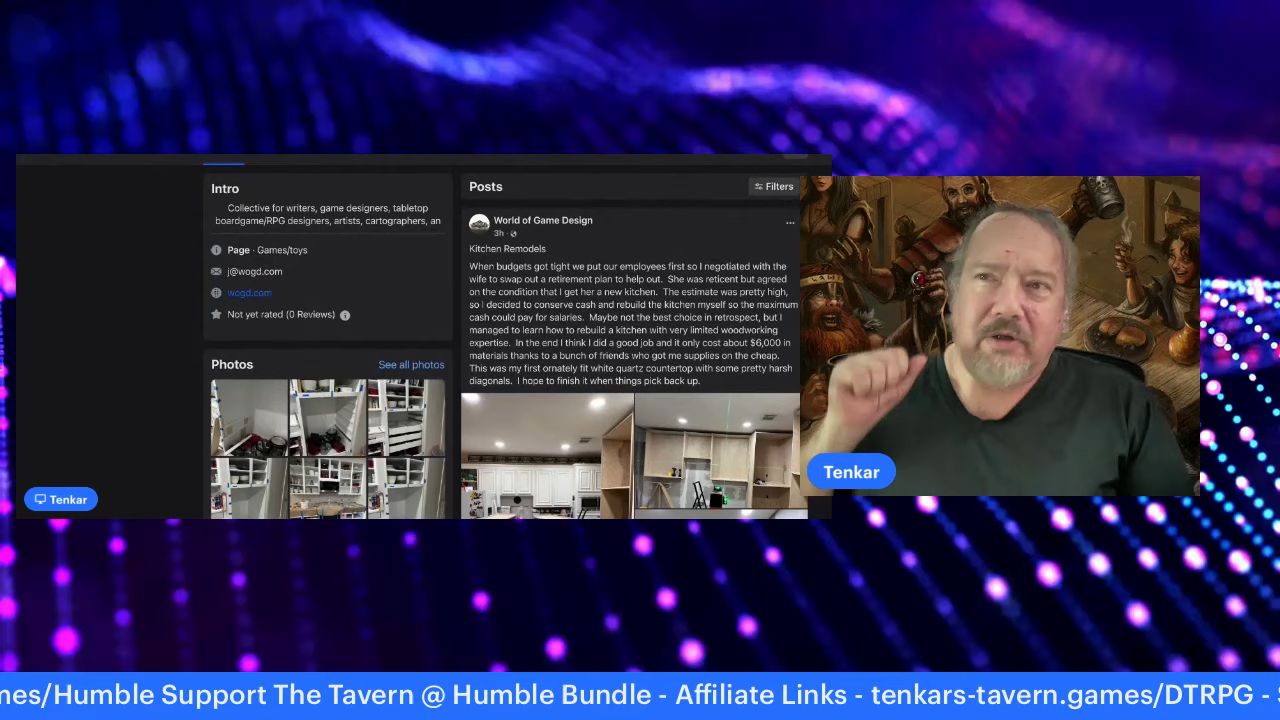 Intro
Collective for writers, game designers, tabletop
boardgame/RPG designers, artists, cartographers, an
Page · Games/toys
j@wogd.com
wogd.com
Not yet rated (0 Reviews)
Photos
See all photos
Tenkar
Posts
Filters
World of Game Design
3h ·
Kitchen Remodels
When budgets got tight we put our employees first so I negotiated with the
wife to swap out a retirement plan to help out. She was reticent but agreed
on the condition that I get her a new kitchen. The estimate was pretty high,
so I decided to conserve cash and rebuild the kitchen myself so the maximum
cash could pay for salaries. Maybe not the best choice in retrospect, but I
managed to learn how to rebuild a kitchen with very limited woodworking
expertise. In the end I think I did a good job and it only cost about $6,000 in
materials thanks to a bunch of friends who got me supplies on the cheap.
This was my first ornately fit white quartz countertop with some pretty harsh
diagonals. I hope to finish it when things pick back up.
Tenkar
mes/Humble Support The Tavern @ Humble Bundle - Affiliate Links - tenkars-tavern.games/DTRPG -